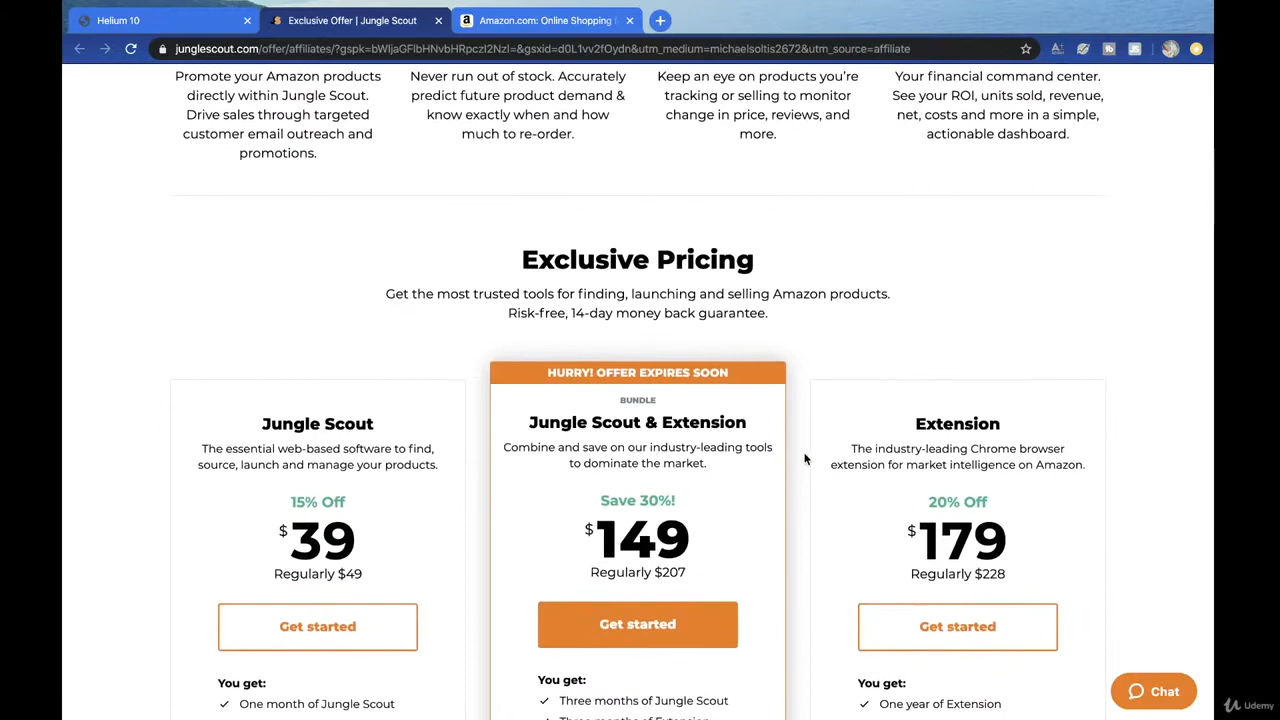 Helium 10
Exclusive Offer | Jungle Scout
Amazon.com: Online Shopping
junglescout.com/offer/affiliates/?gspk=bWljaGFlbHNvbHRpczI2NzI=&gsxid=d0L1vv2fOydn&utm_medium=michaelsoltis2672&utm_source=affiliate
Promote your Amazon products
directly within Jungle Scout.
Drive sales through targeted
customer email outreach and
promotions.
Never run out of stock. Accurately
predict future product demand &
know exactly when and how
much to re-order.
Keep an eye on products you're
tracking or selling to monitor
change in price, reviews, and
more.
Your financial command center.
See your ROI, units sold, revenue,
net, costs and more in a simple,
actionable dashboard.
Exclusive Pricing
Get the most trusted tools for finding, launching and selling Amazon products.
Risk-free, 14-day money back guarantee.
Jungle Scout
The essential web-based software to find,
source, launch and manage your products.
15% Off
$39
Regularly $49
Get started
You get:
One month of Jungle Scout
HURRY! OFFER EXPIRES SOON
BUNDLE
Jungle Scout & Extension
Combine and save on our industry-leading tools
to dominate the market.
Save 30%!
$149
Regularly $207
Get started
You get:
Three months of Jungle Scout
Three months of Extension
Extension
The industry-leading Chrome browser
extension for market intelligence on Amazon.
20% Off
$179
Regularly $228
Get started
You get:
One year of Extension
Chat
Udemy